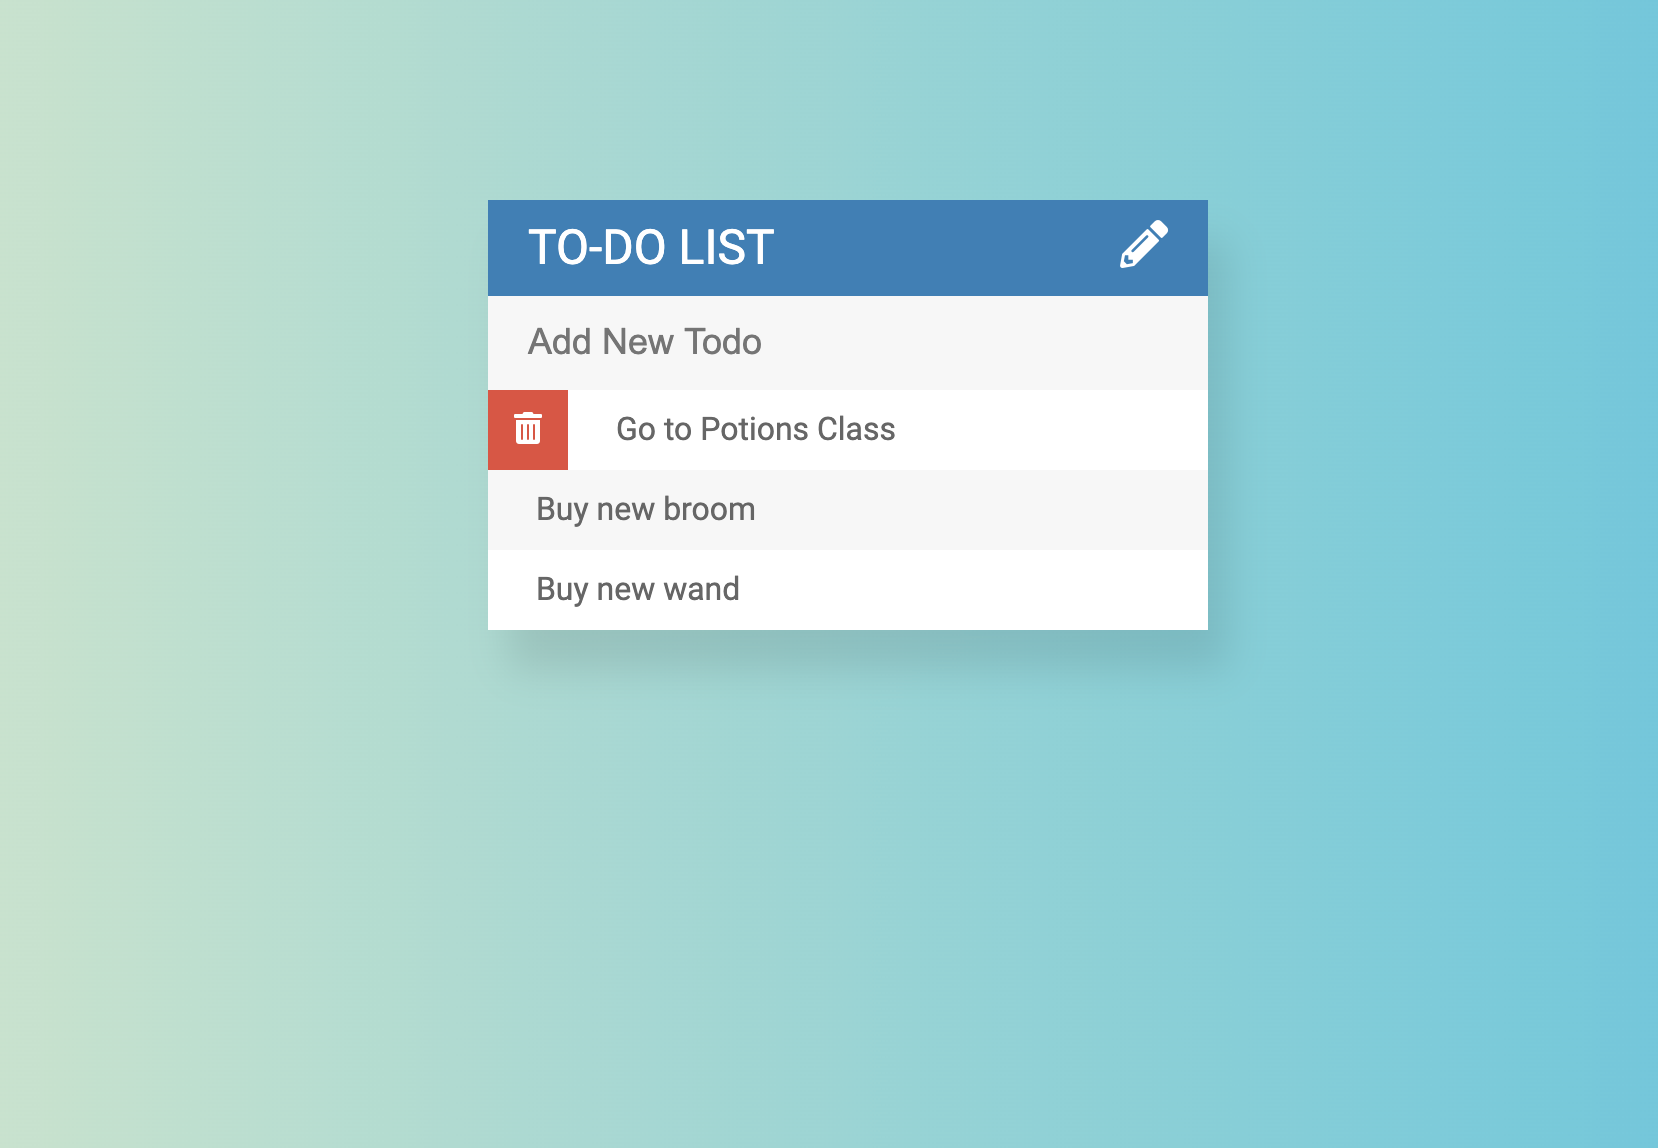 TO-DO LIST
Add New Todo
Go to Potions Class
Buy new broom
Buy new wand